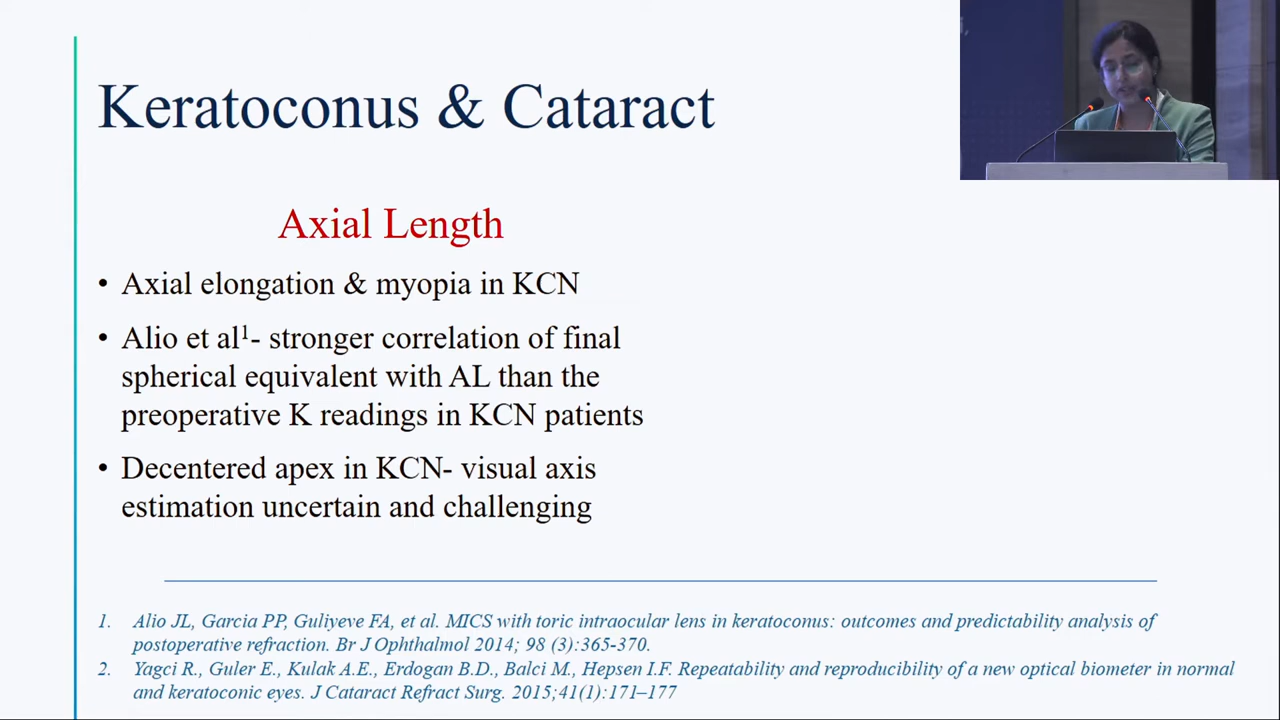 Keratoconus & Cataract
Axial Length
• Axial elongation & myopia in KCN
• Alio et al¹- stronger correlation of final
spherical equivalent with AL than the
preoperative K readings in KCN patients
• Decentered apex in KCN- visual axis
estimation uncertain and challenging
1. Alio JL, Garcia PP, Guliyeve FA, et al. MICS with toric intraocular lens in keratoconus: outcomes and predictability analysis of
postoperative refraction. Br J Ophthalmol 2014; 98 (3):365-370.
2. Yagci R., Guler E., Kulak A.E., Erdogan B.D., Balci M., Hepsen I.F. Repeatability and reproducibility of a new optical biometer in normal
and keratoconic eyes. J Cataract Refract Surg. 2015;41(1):171–177